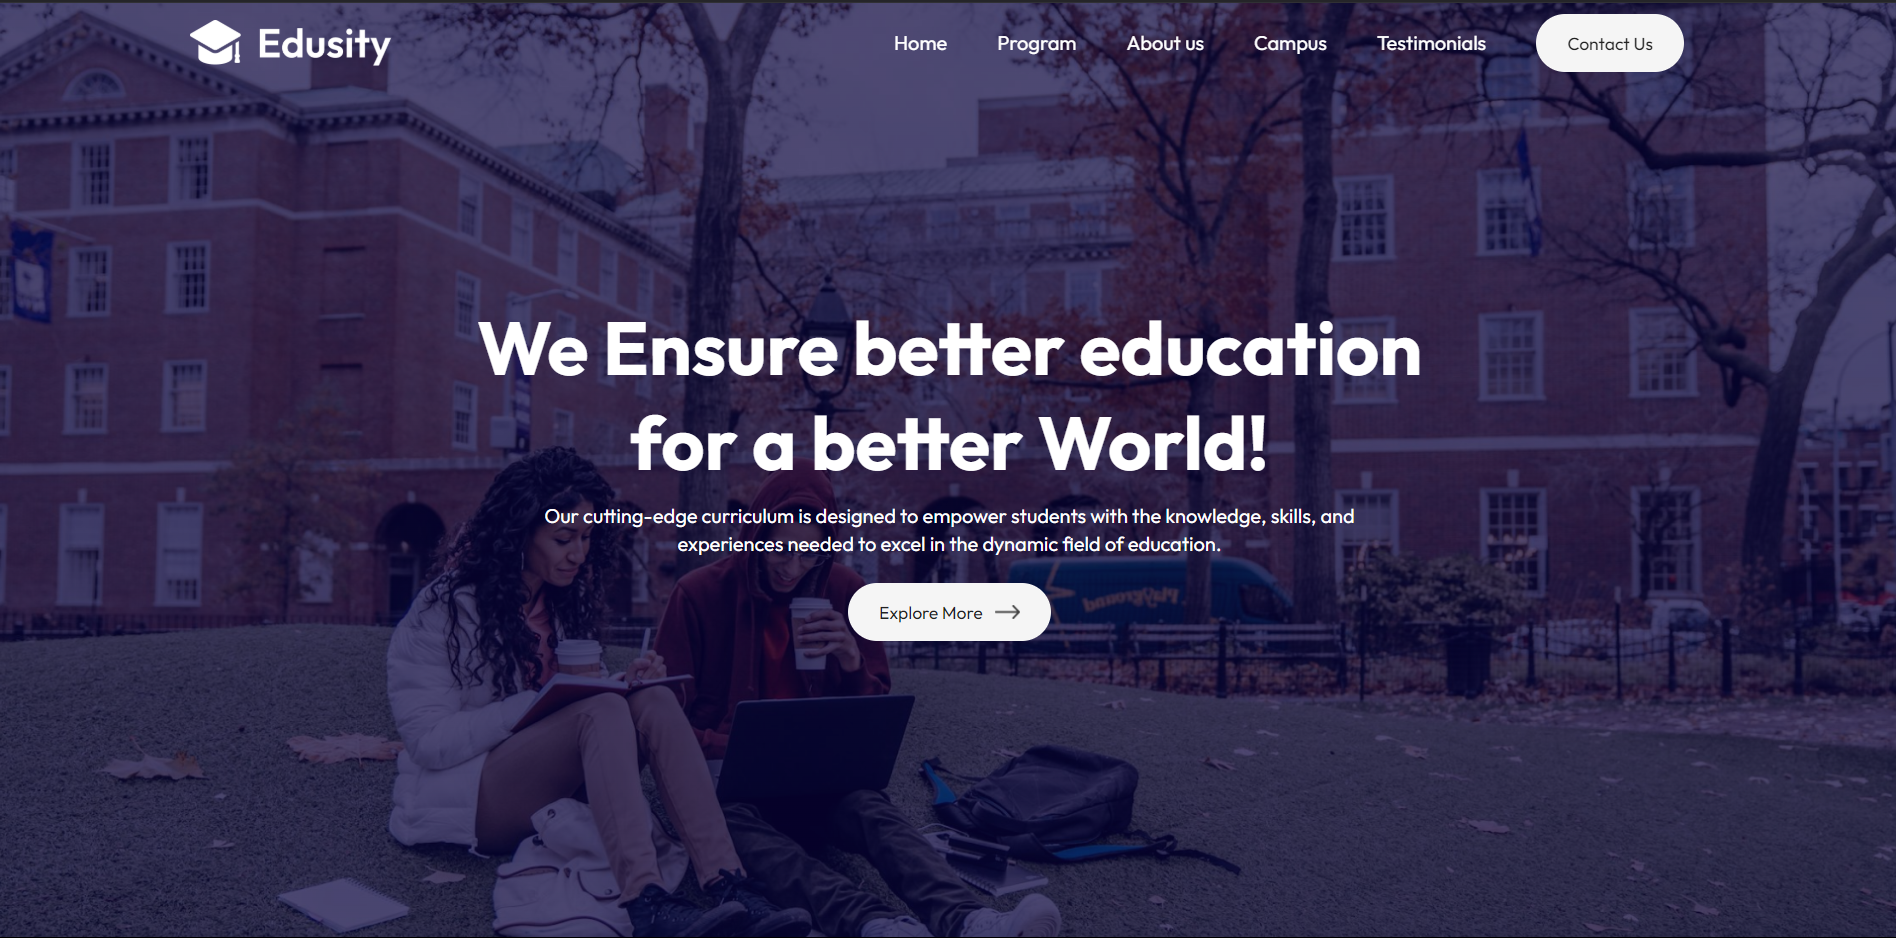 Edusity
Home
Program
About us
Campus
Testimonials
Contact Us
We Ensure better education
for a better World!
Our cutting-edge curriculum is designed to empower students with the knowledge, skills, and
experiences needed to excel in the dynamic field of education.
Explore More
Playground